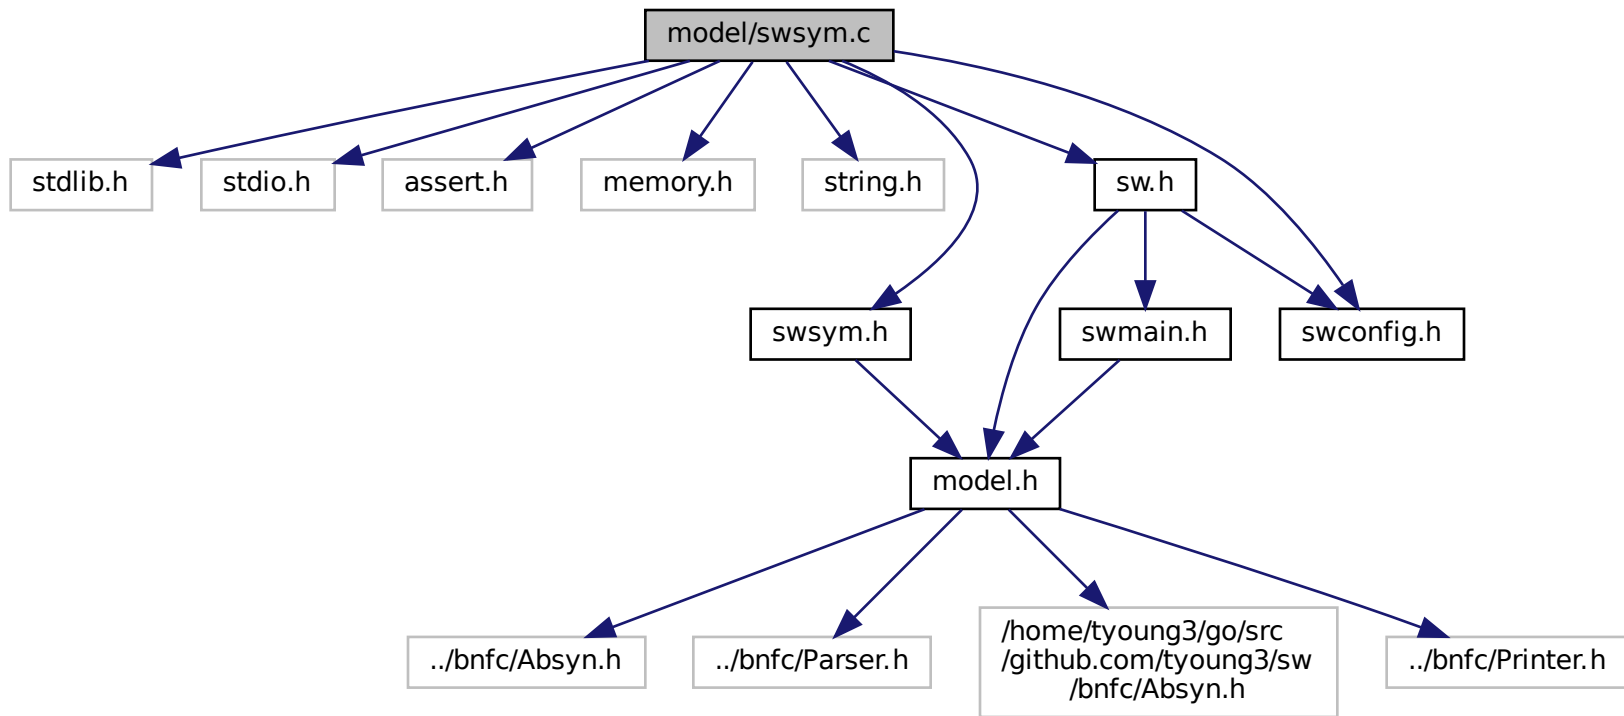 model/swsym.c
stdlib.h
stdio.h
assert.h
memory.h
string.h
sw.h
swsym.h
swmain.h
swconfig.h
model.h
../bnfc/Absyn.h
../bnfc/Parser.h
/home/tyoung3/go/src
/github.com/tyoung3/sw
/bnfc/Absyn.h
../bnfc/Printer.h